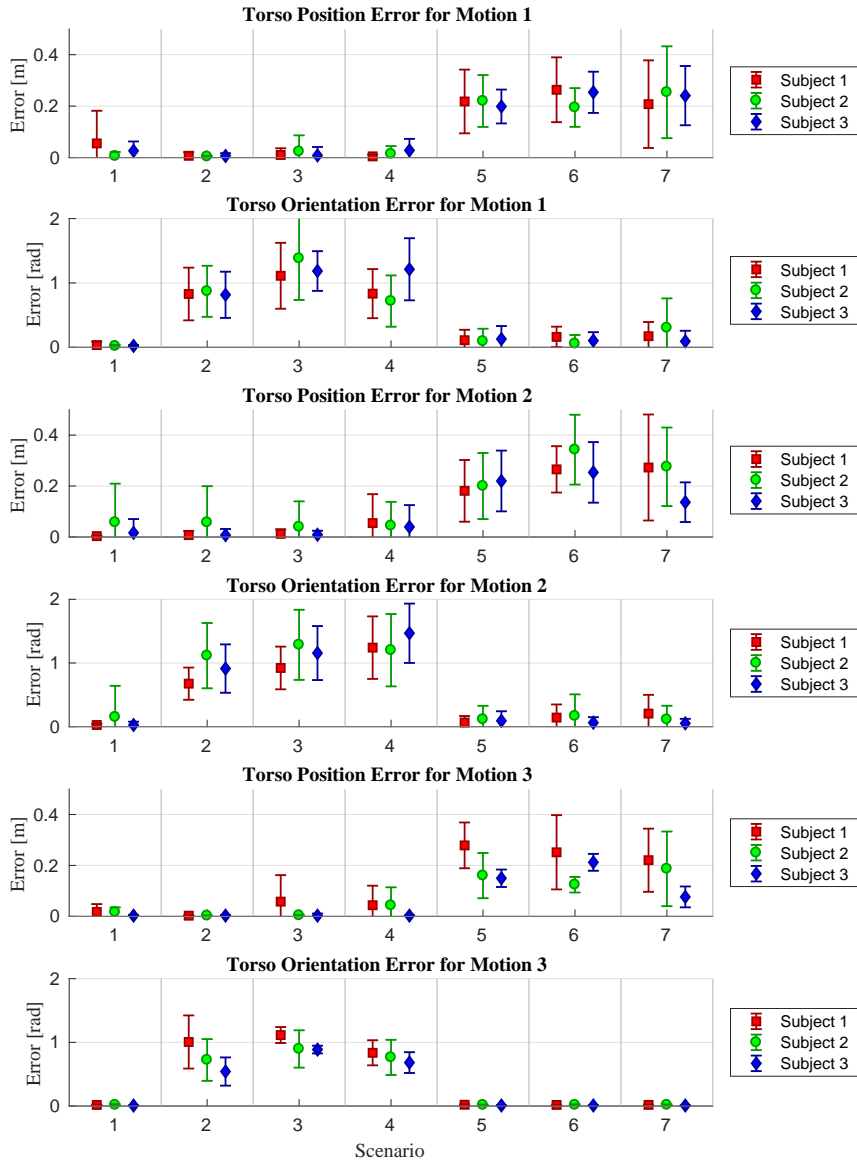 Torso Position Error for Motion 1
Error [m]
0.4
0.2
0
1 2 3 4 5 6 7
Subject 1
Subject 2
Subject 3
Torso Orientation Error for Motion 1
Error [rad]
2
1
0
1 2 3 4 5 6 7
Subject 1
Subject 2
Subject 3
Torso Position Error for Motion 2
Error [m]
0.4
0.2
0
1 2 3 4 5 6 7
Subject 1
Subject 2
Subject 3
Torso Orientation Error for Motion 2
Error [rad]
2
1
0
1 2 3 4 5 6 7
Subject 1
Subject 2
Subject 3
Torso Position Error for Motion 3
Error [m]
0.4
0.2
0
1 2 3 4 5 6 7
Subject 1
Subject 2
Subject 3
Torso Orientation Error for Motion 3
Error [rad]
2
1
0
1 2 3 4 5 6 7
Subject 1
Subject 2
Subject 3
Scenario